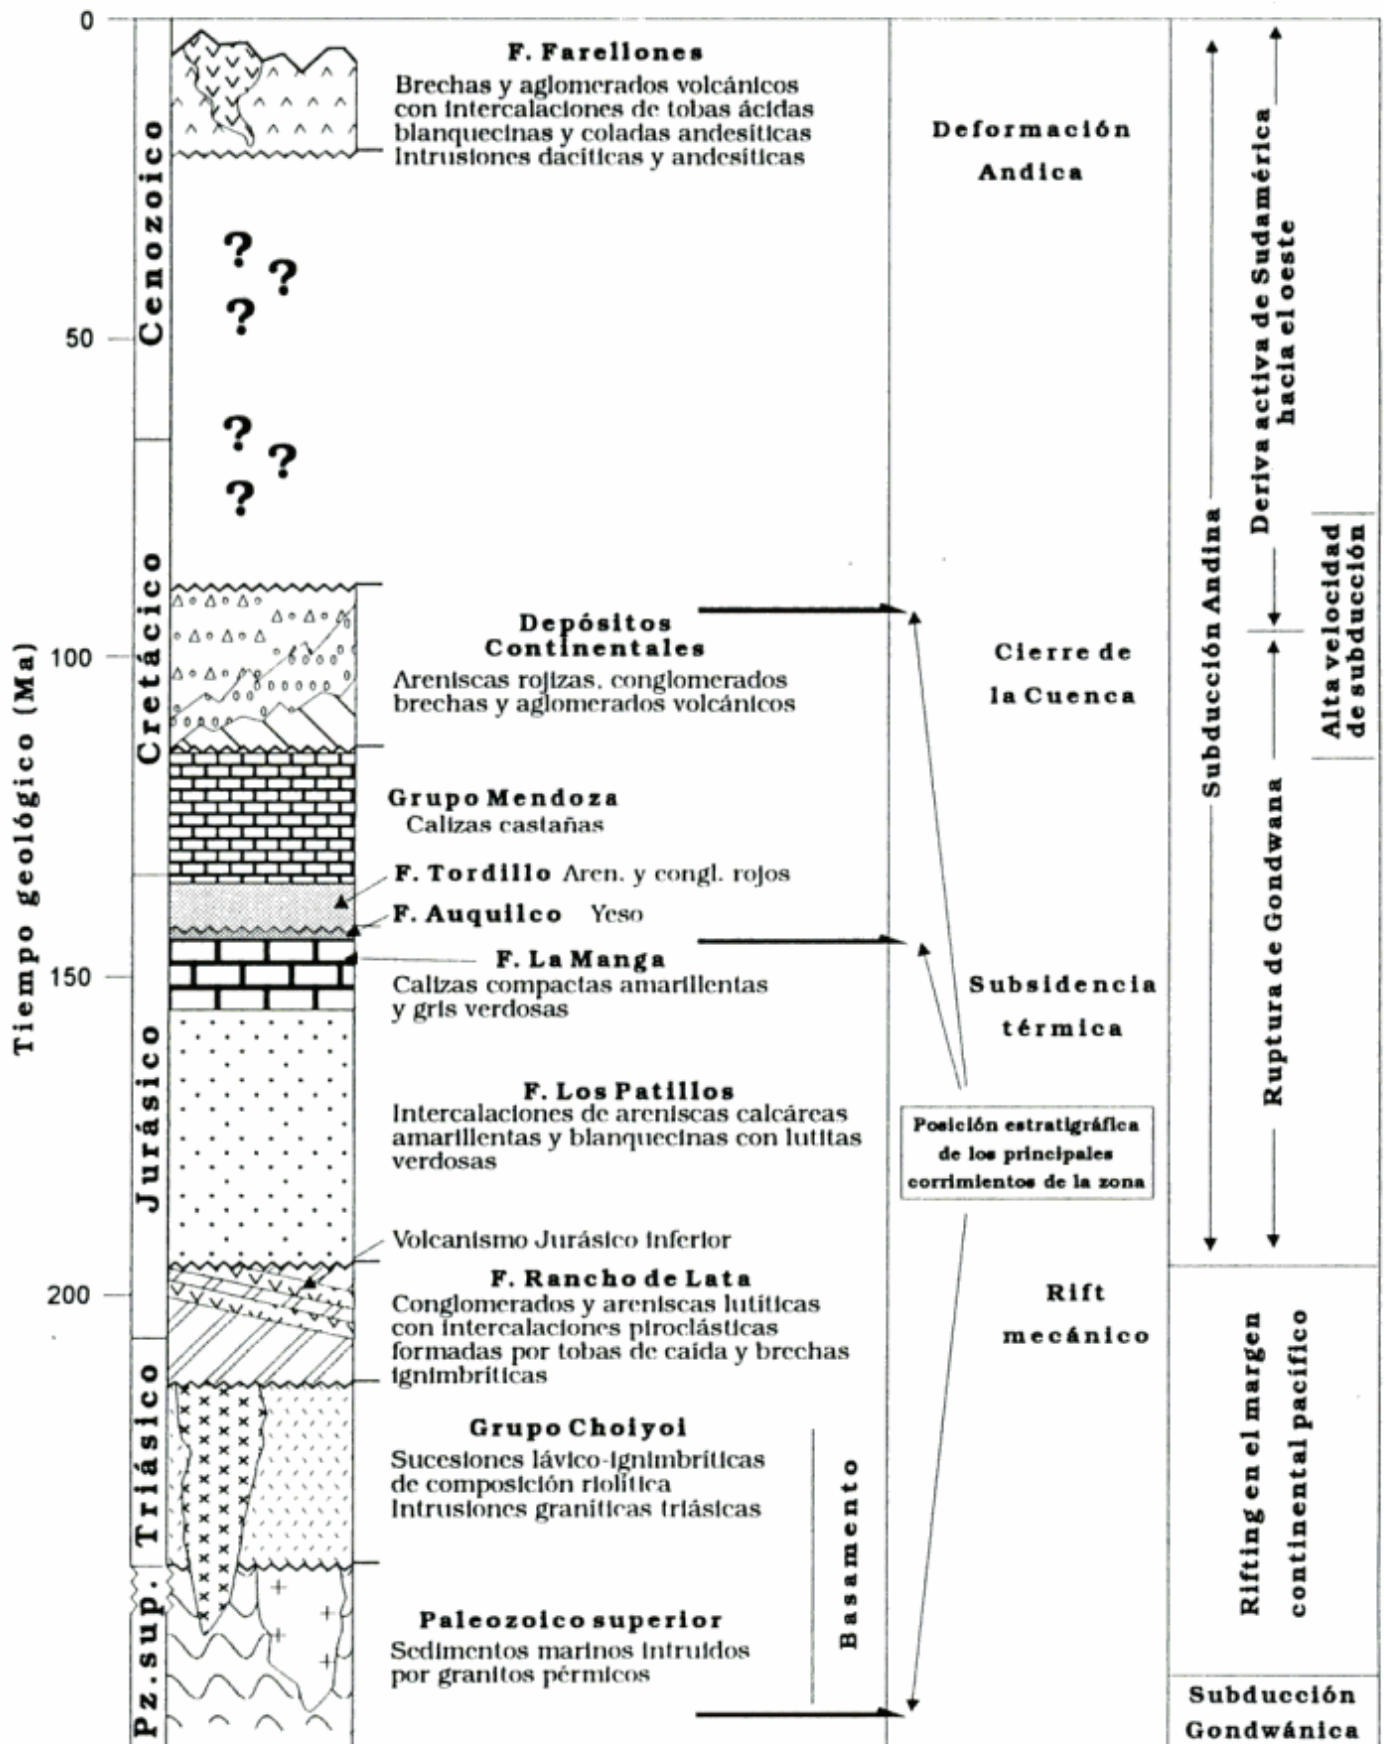 0
50
100
150
200
Tiempo geológico (Ma)
Cenozoico
Cretácico
Jurásico
Triásico
Pz. sup.
F. Farellones
Brechas y aglomerados volcánicos
con intercalaciones de tobas ácidas
blanquecinas y coladas andesíticas
Intrusiones dacíticas y andesíticas
?
?
?
?
?
?
Depósitos
Continentales
Areniscas rojizas, conglomerados
brechas y aglomerados volcánicos
Grupo Mendoza
Calizas castañas
F. Tordillo Aren. y congl. rojos
F. Auquilco Yeso
F. La Manga
Calizas compactas amarillentas
y gris verdosas
F. Los Patillos
Intercalaciones de areniscas calcáreas
amarillentas y blanquecinas con lutitas
verdosas
Volcanismo Jurásico inferior
F. Rancho de Lata
Conglomerados y areniscas lutíticas
con intercalaciones piroclásticas
formadas por tobas de caída y brechas
ignimbríticas
Grupo Choiyoi
Sucesiones lávico-ignimbríticas
de composición riolítica
Intrusiones graníticas triásicas
Paleozoico superior
Sedimentos marinos intruidos
por granitos pérmicos
Basamento
Deformación
Andica
Cierre de
la Cuenca
Subsidencia
térmica
Posición estratigráfica
de los principales
corrimientos de la zona
Rift
mecánico
Subducción Andina
Deriva activa de Sudamérica
hacia el oeste
Alta velocidad
de subducción
Ruptura de Gondwana
Rifting en el margen
continental pacífico
Subducción
Gondwánica